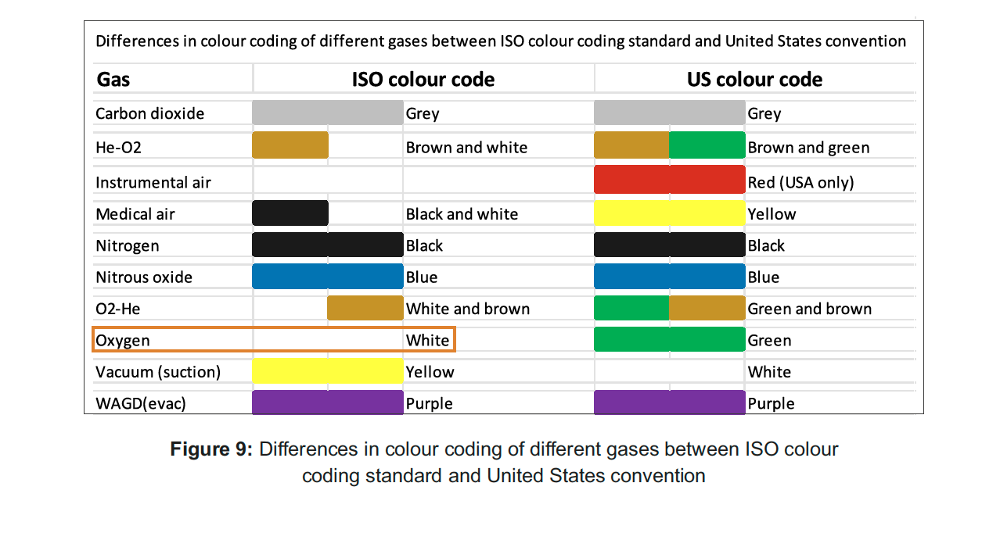 Differences in colour coding of different gases between ISO colour coding standard and United States convention
Gas ISO colour code US colour code
Carbon dioxide Grey Grey
He-O2 Brown and white Brown and green
Instrumental air Red (USA only)
Medical air Black and white Yellow
Nitrogen Black Black
Nitrous oxide Blue Blue
O2-He White and brown Green and brown
Oxygen White Green
Vacuum (suction) Yellow White
WAGD(evac) Purple Purple
Figure 9: Differences in colour coding of different gases between ISO colour
coding standard and United States convention